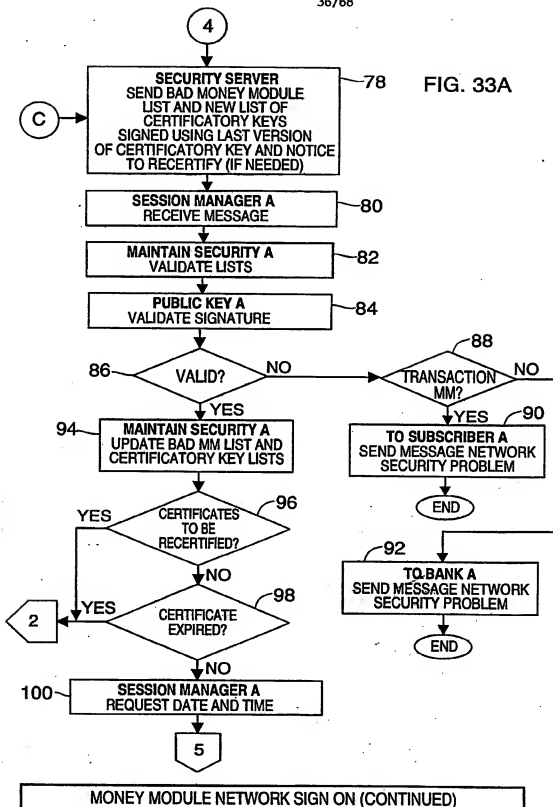 36/68
4
FIG. 33A
C
SECURITY SERVER
SEND BAD MONEY MODULE
LIST AND NEW LIST OF
CERTIFICATORY KEYS
SIGNED USING LAST VERSION
OF CERTIFICATORY KEY AND NOTICE
TO RECERTIFY (IF NEEDED)
78
SESSION MANAGER A
RECEIVE MESSAGE
80
MAINTAIN SECURITY A
VALIDATE LISTS
82
PUBLIC KEY A
VALIDATE SIGNATURE
84
86
VALID?
NO
88
TRANSACTION
MM?
NO
YES
YES
90
94
MAINTAIN SECURITY A
UPDATE BAD MM LIST AND
CERTIFICATORY KEY LISTS
TO SUBSCRIBER A
SEND MESSAGE NETWORK
SECURITY PROBLEM
END
96
YES
CERTIFICATES
TO BE
RECERTIFIED?
NO
92
TO BANK A
SEND MESSAGE NETWORK
SECURITY PROBLEM
END
98
2
YES
CERTIFICATE
EXPIRED?
NO
100
SESSION MANAGER A
REQUEST DATE AND TIME
5
MONEY MODULE NETWORK SIGN ON (CONTINUED)